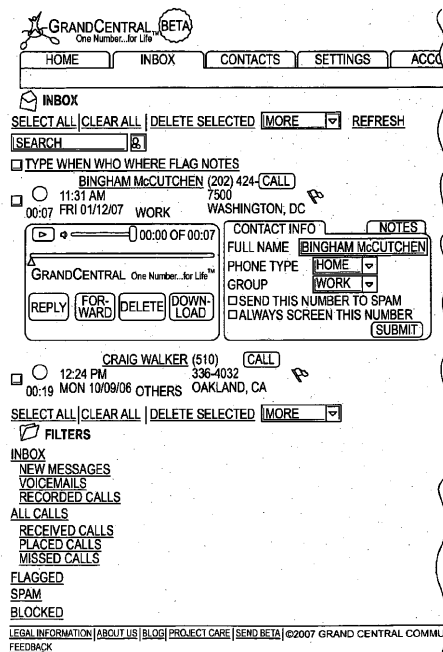 GRANDCENTRAL BETA
One Number...for Life™
HOME INBOX CONTACTS SETTINGS ACCO
INBOX
SELECT ALL | CLEAR ALL | DELETE SELECTED MORE REFRESH
SEARCH
TYPE WHEN WHO WHERE FLAG NOTES
BINGHAM McCUTCHEN (202) 424- CALL
11:31 AM 7500
00:07 FRI 01/12/07 WORK WASHINGTON, DC
00:00 OF 00:07
GRANDCENTRAL One Number...for Life™
REPLY FOR-WARD DELETE DOWN-LOAD
CONTACT INFO NOTES
FULL NAME BINGHAM McCUTCHEN
PHONE TYPE HOME
GROUP WORK
SEND THIS NUMBER TO SPAM
ALWAYS SCREEN THIS NUMBER
SUBMIT
CRAIG WALKER (510) CALL
12:24 PM 336-4032
00:19 MON 10/09/06 OTHERS OAKLAND, CA
SELECT ALL | CLEAR ALL | DELETE SELECTED MORE
FILTERS
INBOX
NEW MESSAGES
VOICEMAILS
RECORDED CALLS
ALL CALLS
RECEIVED CALLS
PLACED CALLS
MISSED CALLS
FLAGGED
SPAM
BLOCKED
LEGAL INFORMATION | ABOUT US | BLOG | PROJECT CARE | SEND BETA | ©2007 GRAND CENTRAL COMMU
FEEDBACK